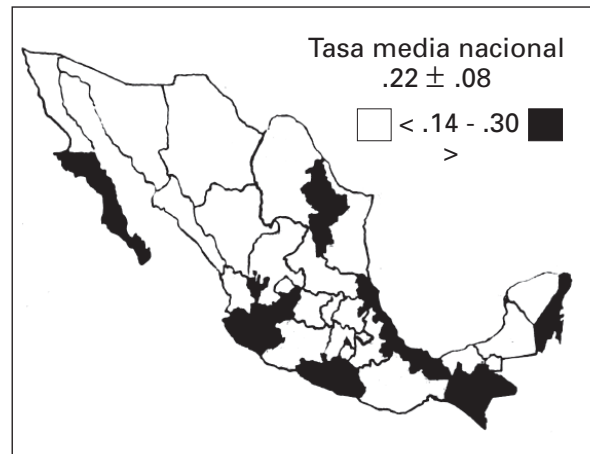 Tasa media nacional
.22 ± .08
< .14 - .30
>